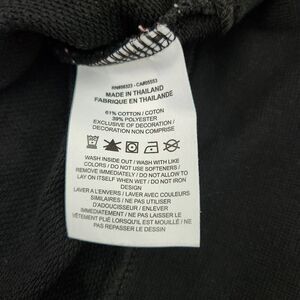 MADE IN THAILAND
FABRIQUE EN THAILANDE
61% COTTON / COTON
39% POLYESTER
EXCLUSIVE OF DECORATION /
DECORATION NON COMPRISE
WASH INSIDE OUT / WASH WITH LIKE
COLORS / DO NOT USE SOFTENERS /
REMOVE IMMEDIATELY / DO NOT ALLOW TO
LAY ON ITSELF WHEN WET / DO NOT IRON
DESIGN
LAVER A L'ENVERS / LAVER AVEC COULEURS
SIMILAIRES / NE PAS UTILISER
D'ADOUCISSEUR / ENLEVER
IMMÉDIATEMENT / NE PAS LAISSER LE
VÊTEMENT PLIÉ LORSQU'IL EST MOUILLÉ / NE
PAS REPASSER LE DESSIN